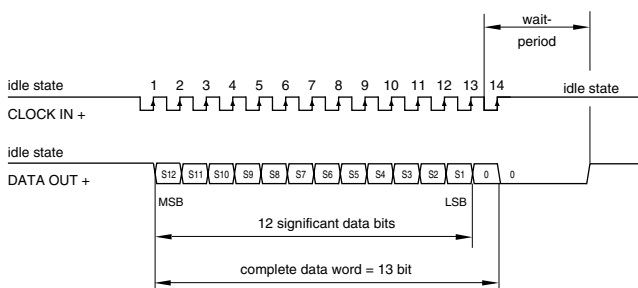 wait-
period
1 2 3 4 5 6 7 8 9 10 11 12 13 14
idle state
idle state
CLOCK IN +
idle state
DATA OUT +
S12 S11 S10 S9 S8 S7 S6 S5 S4 S3 S2 S1 0 0
MSB
LSB
12 significant data bits
complete data word = 13 bit